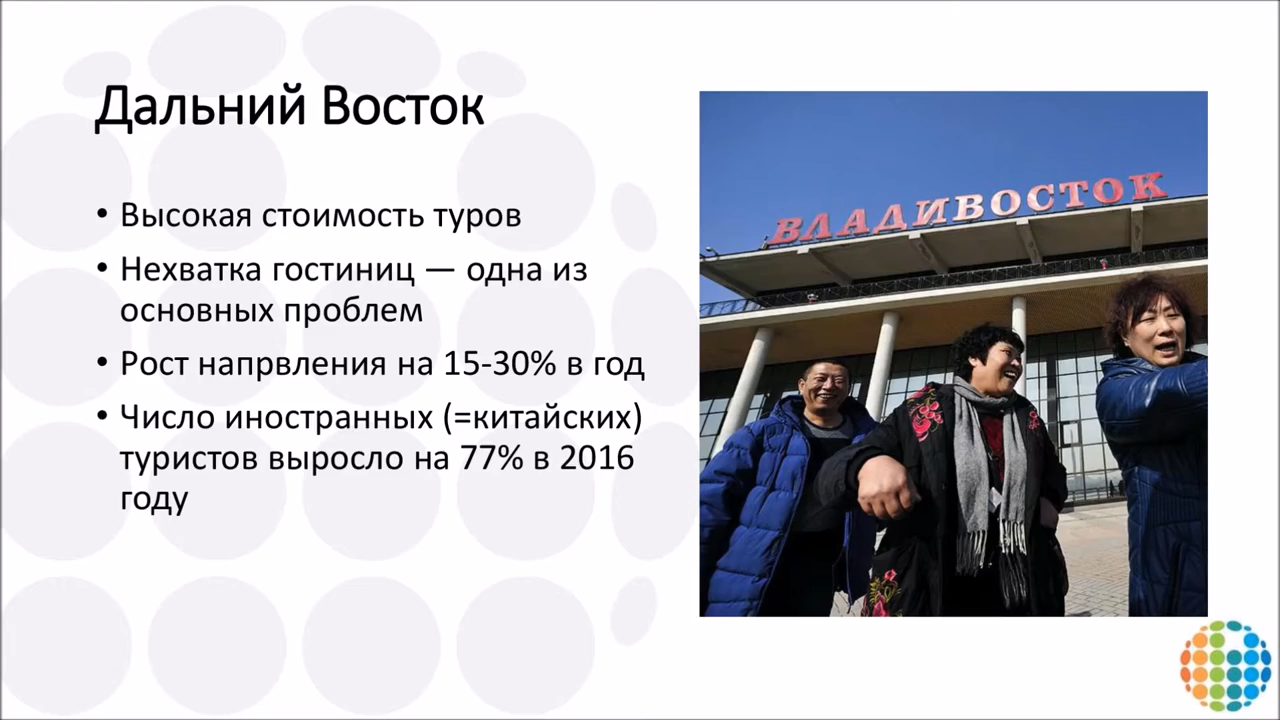 Дальний Восток
• Высокая стоимость туров
• Нехватка гостиниц — одна из
основных проблем
• Рост напрвления на 15-30% в год
• Число иностранных (=китайских)
туристов выросло на 77% в 2016
году
ВЛАДИВОСТОК